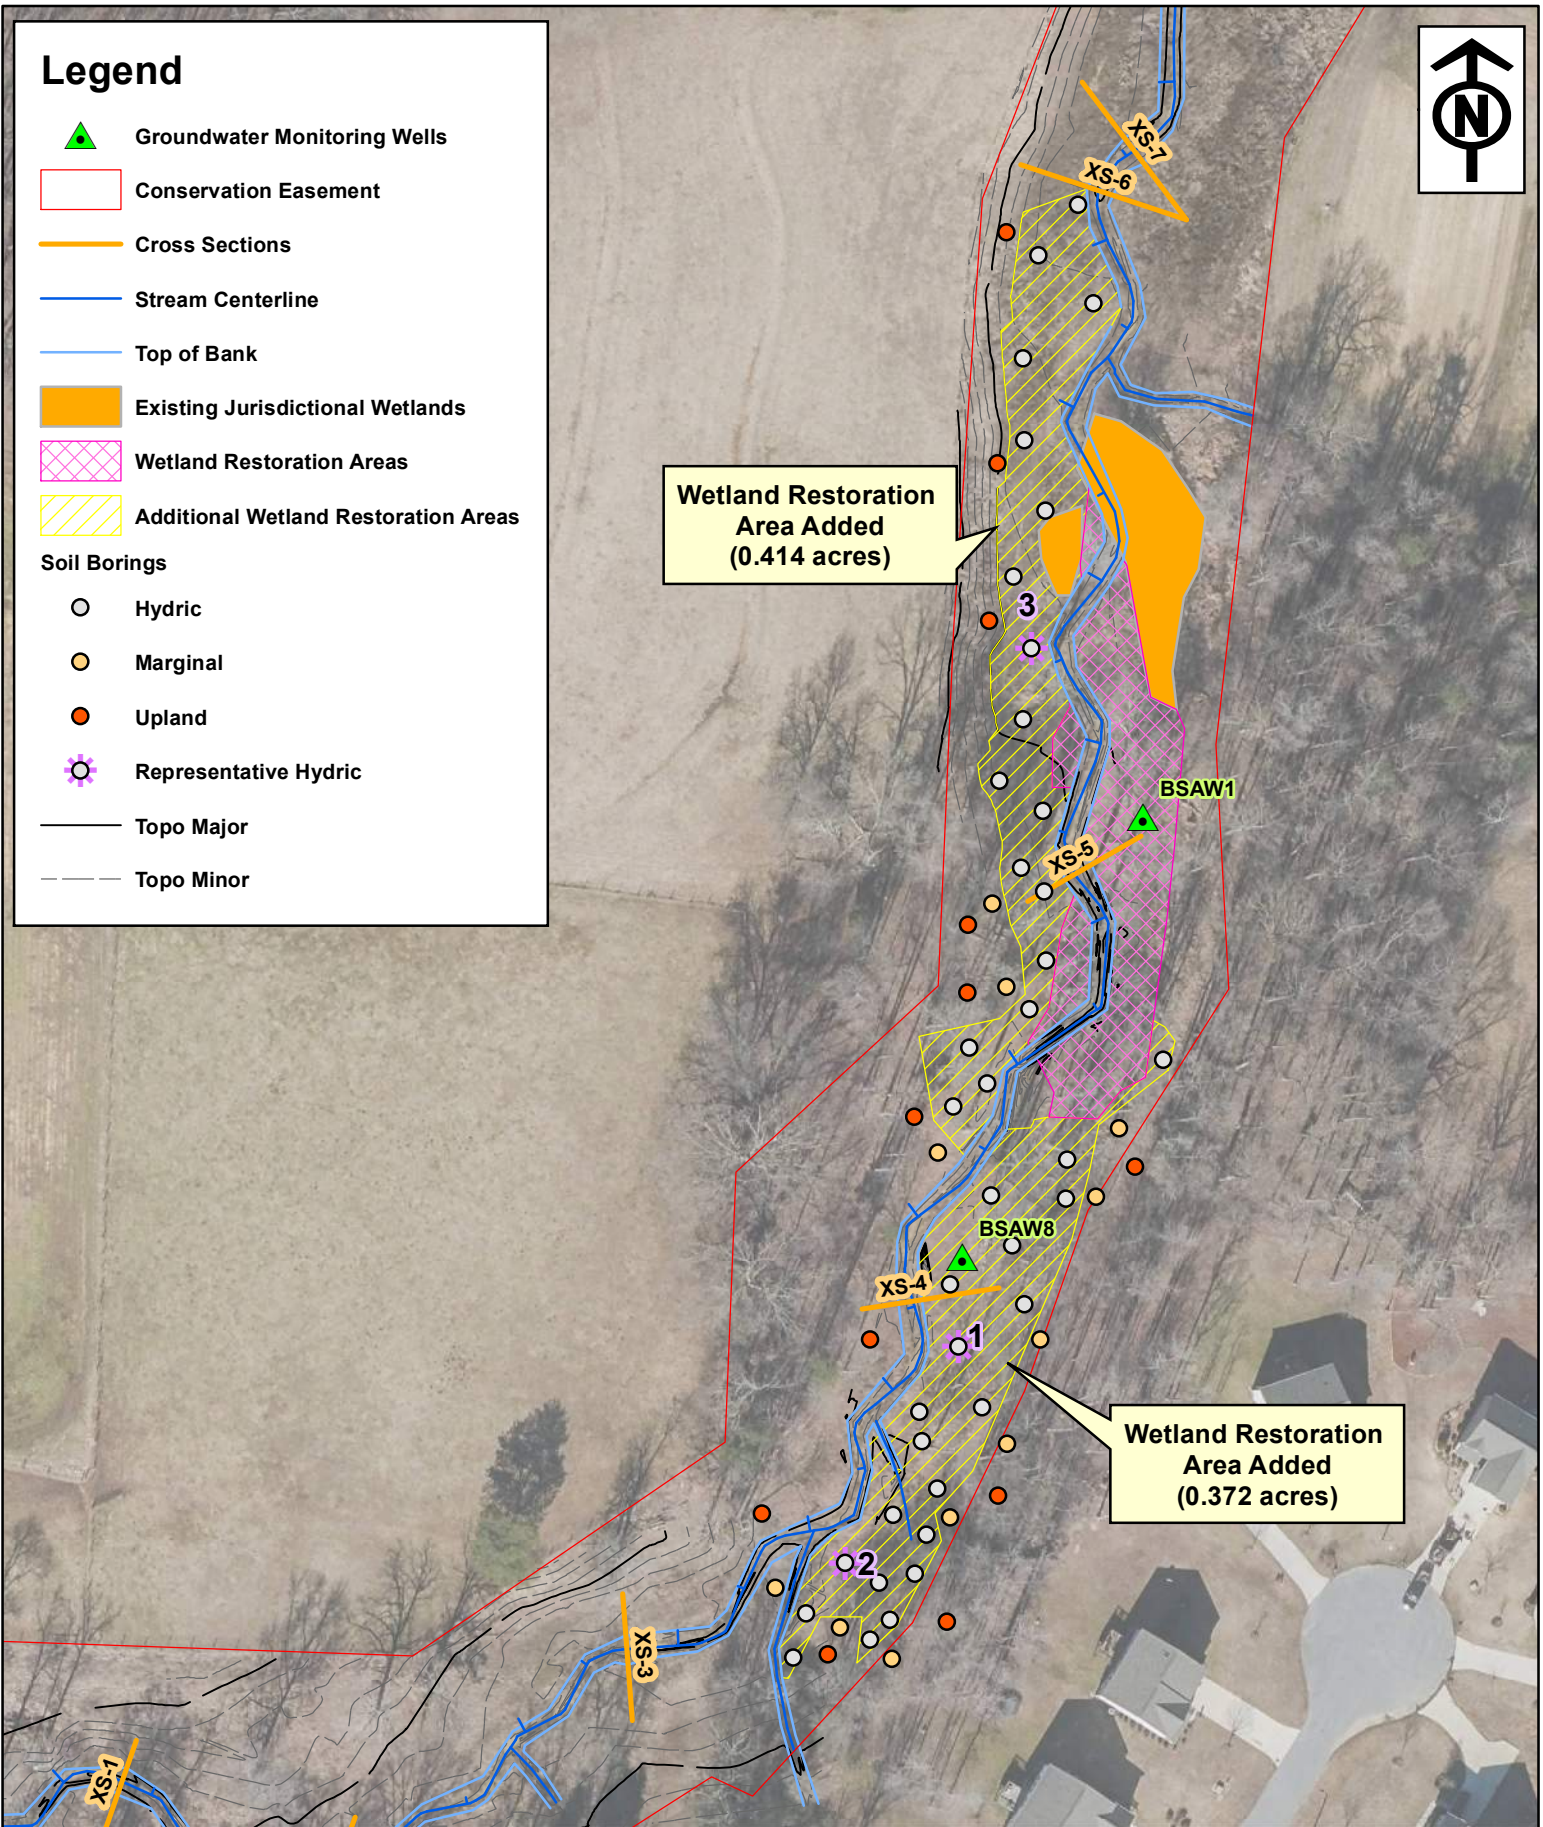 Legend
Groundwater Monitoring Wells
Conservation Easement
Cross Sections
Stream Centerline
Top of Bank
Existing Jurisdictional Wetlands
Wetland Restoration Areas
Additional Wetland Restoration Areas
Soil Borings
Hydric
Marginal
Upland
Representative Hydric
Topo Major
Topo Minor
N
XS-7
XS-6
Wetland Restoration
Area Added
(0.414 acres)
3
BSAW1
XS-5
BSAW8
XS-4
1
Wetland Restoration
Area Added
(0.372 acres)
2
XS-3
XS-1